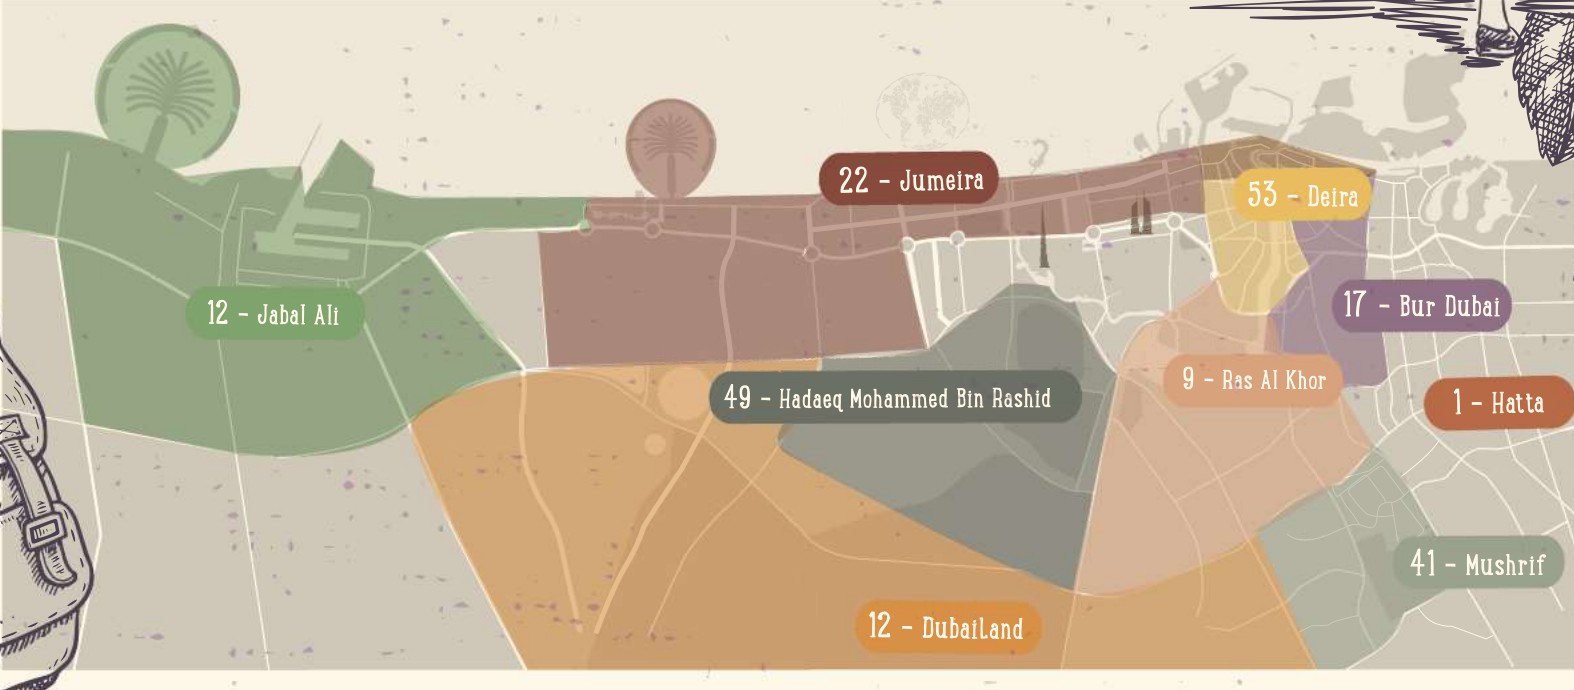 22 - Jumeira
53 - Deira
12 - Jabal Ali
17 - Bur Dubai
9 - Ras Al Khor
49 - Hadaeq Mohammed Bin Rashid
1 - Hatta
41 - Mushrif
12 - Dubailand